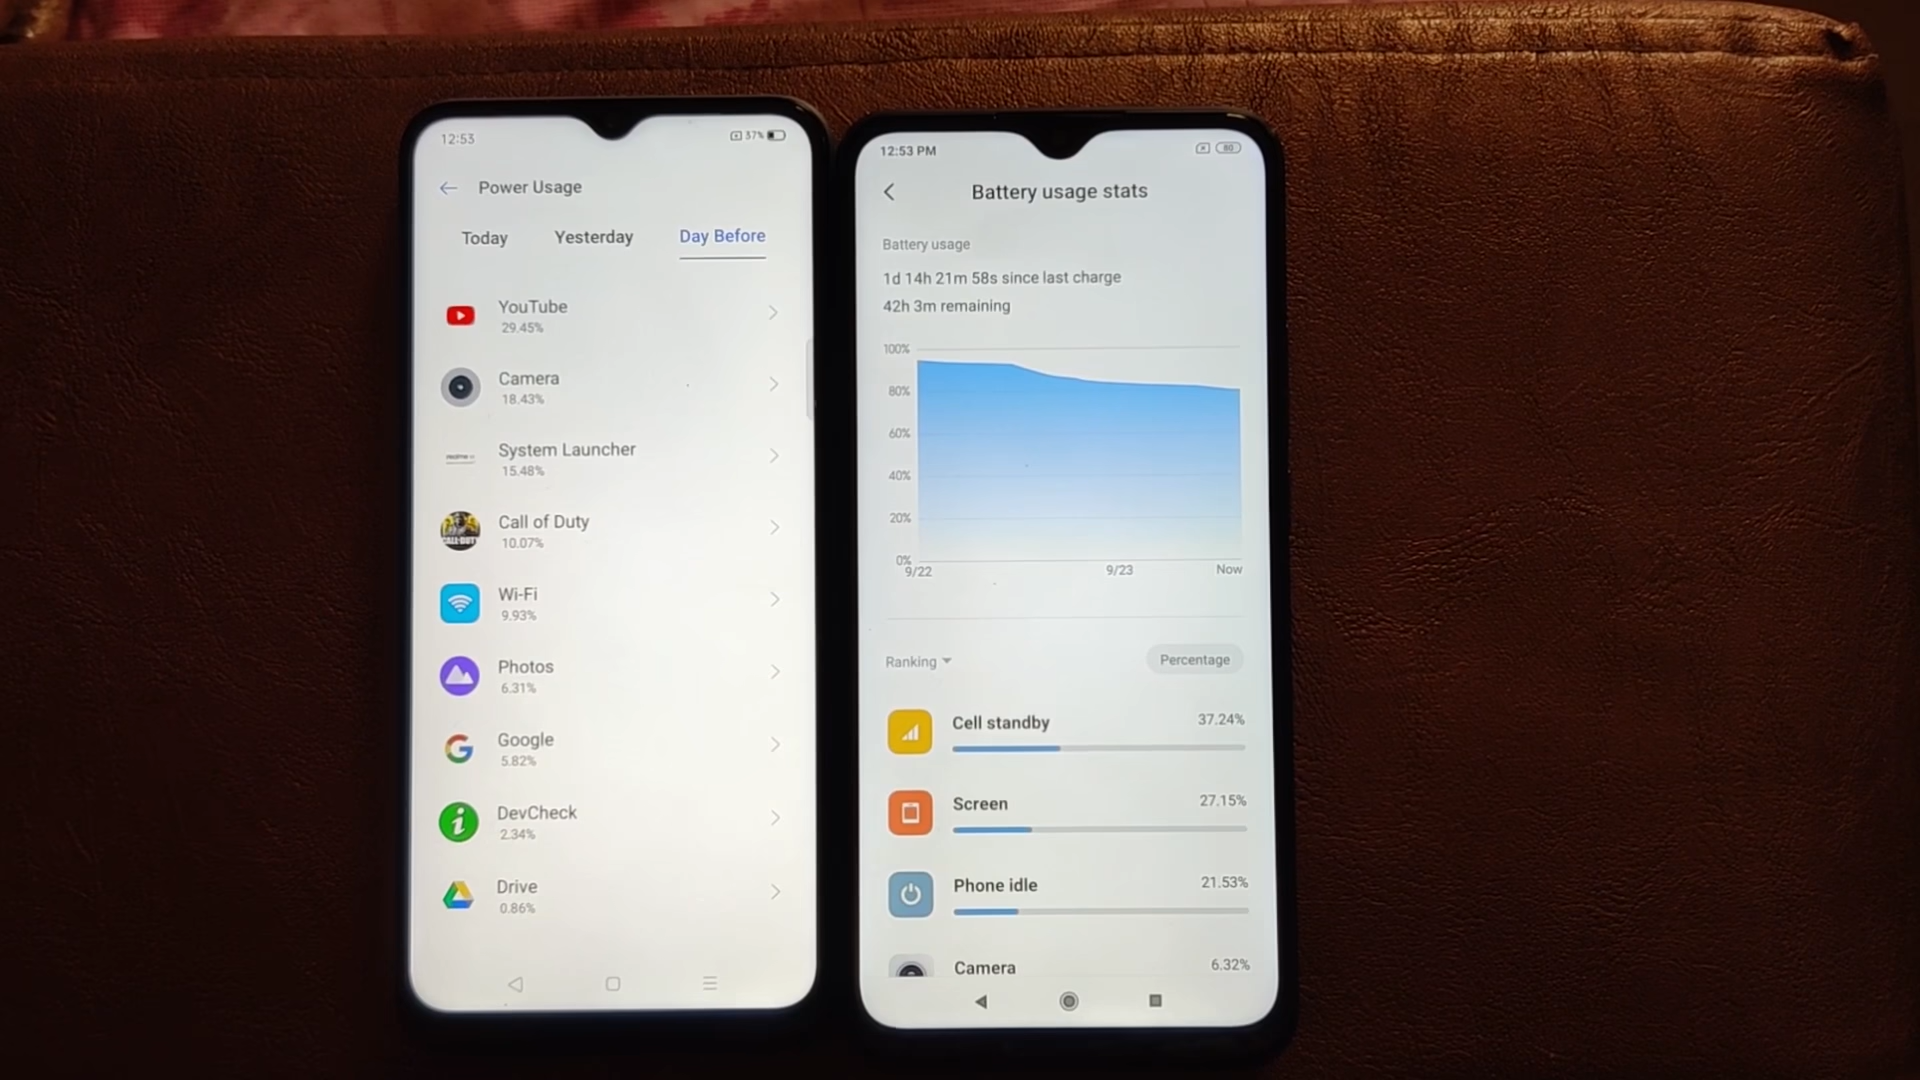 12:53
37%
Power Usage
Today
Yesterday
Day Before
YouTube
29.45%
Camera
18.43%
System Launcher
15.48%
Call of Duty
10.07%
Wi-Fi
9.93%
Photos
6.31%
Google
5.82%
DevCheck
2.34%
Drive
0.86%
12:53 PM
80
Battery usage stats
Battery usage
1d 14h 21m 58s since last charge
42h 3m remaining
100%
80%
60%
40%
20%
0%
9/22
9/23
Now
Ranking
Percentage
Cell standby
37.24%
Screen
27.15%
Phone idle
21.53%
Camera
6.32%